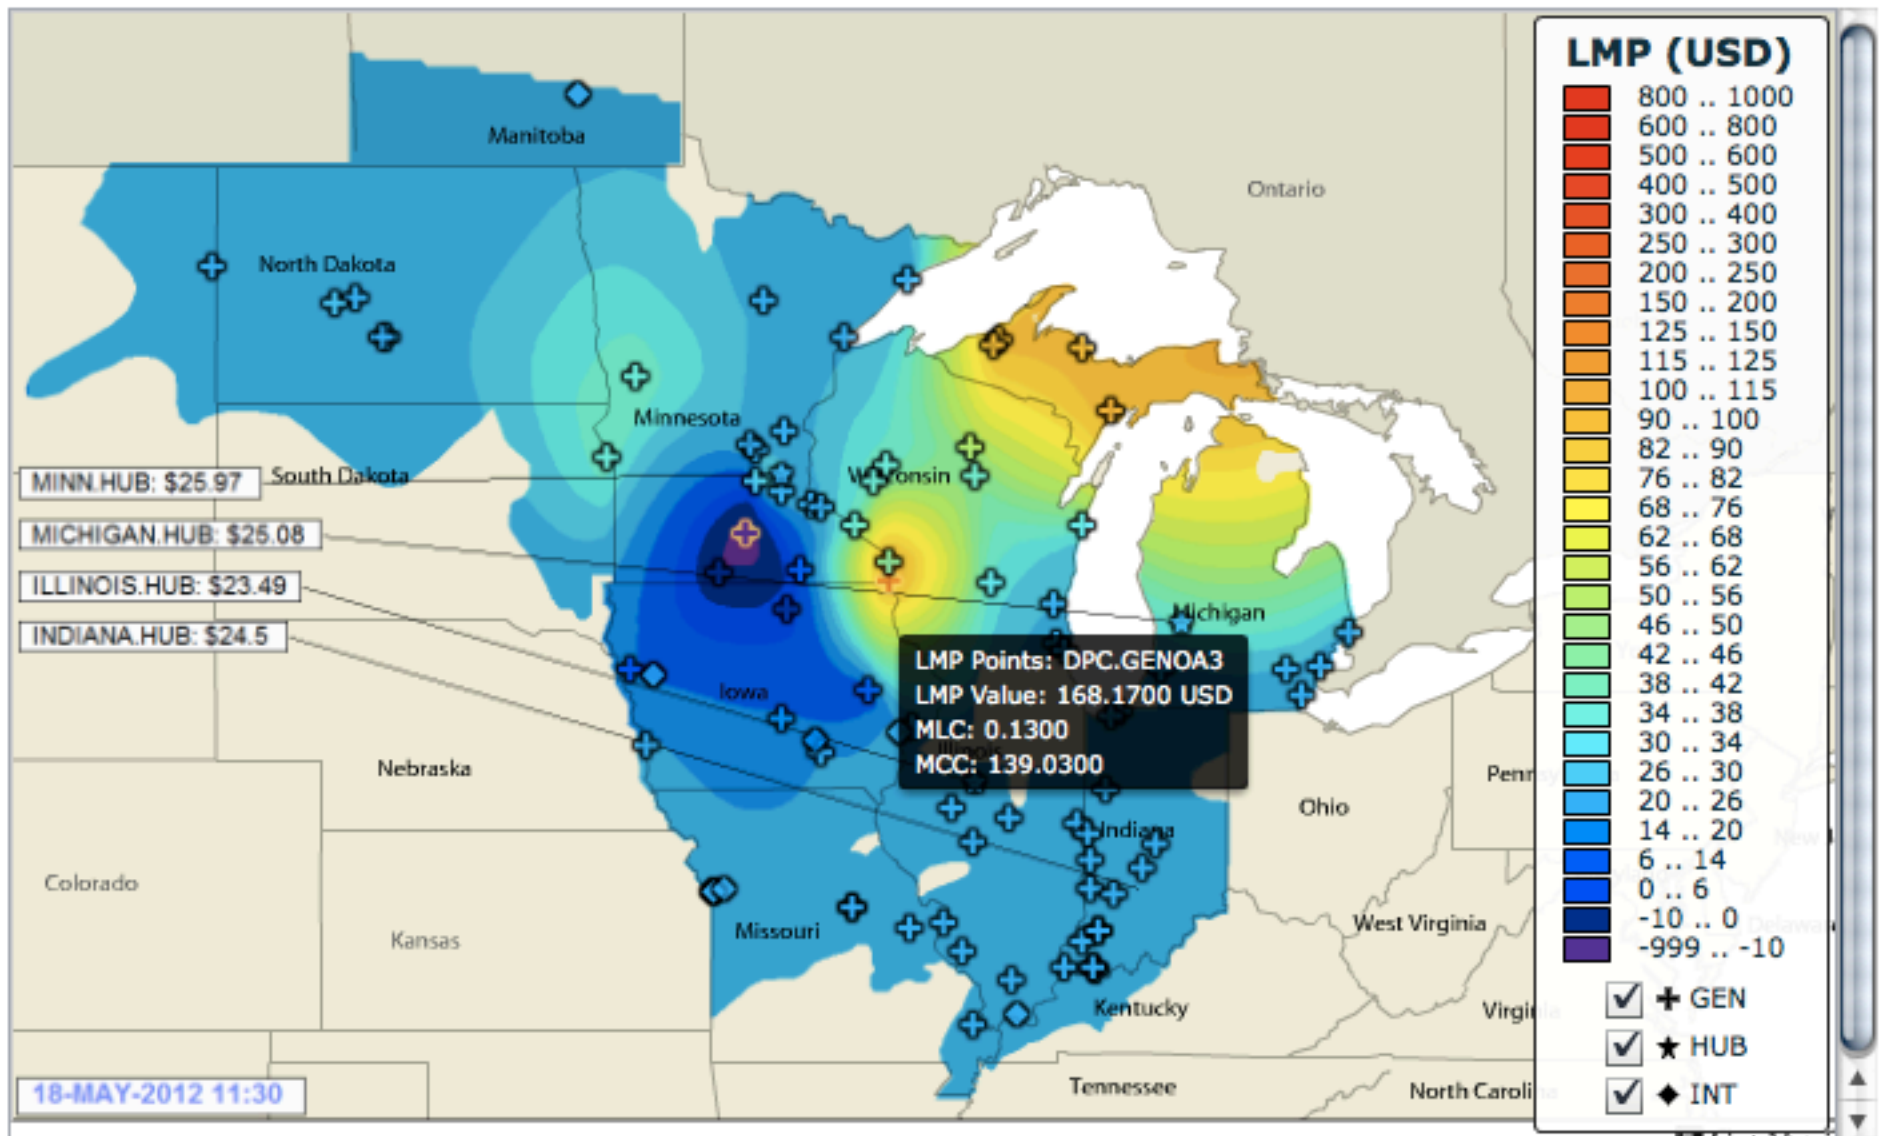 LMP (USD)
800 .. 1000
600 .. 800
500 .. 600
400 .. 500
300 .. 400
250 .. 300
200 .. 250
150 .. 200
125 .. 150
115 .. 125
100 .. 115
90 .. 100
82 .. 90
76 .. 82
68 .. 76
62 .. 68
56 .. 62
50 .. 56
46 .. 50
42 .. 46
38 .. 42
34 .. 38
30 .. 34
26 .. 30
20 .. 26
14 .. 20
6 .. 14
0 .. 6
-10 .. 0
-999 .. -10
GEN
HUB
INT
Manitoba
Ontario
North Dakota
Minnesota
South Dakota
Wisconsin
MINN.HUB: $25.97
MICHIGAN.HUB: $25.08
ILLINOIS.HUB: $23.49
INDIANA.HUB: $24.5
Michigan
LMP Points: DPC.GENOA3
LMP Value: 168.1700 USD
MLC: 0.1300
MCC: 139.0300
Iowa
Illinois
Nebraska
Ohio
Indiana
Colorado
Kansas
Missouri
West Virginia
Kentucky
Virginia
Tennessee
North Carolin
18-MAY-2012 11:30